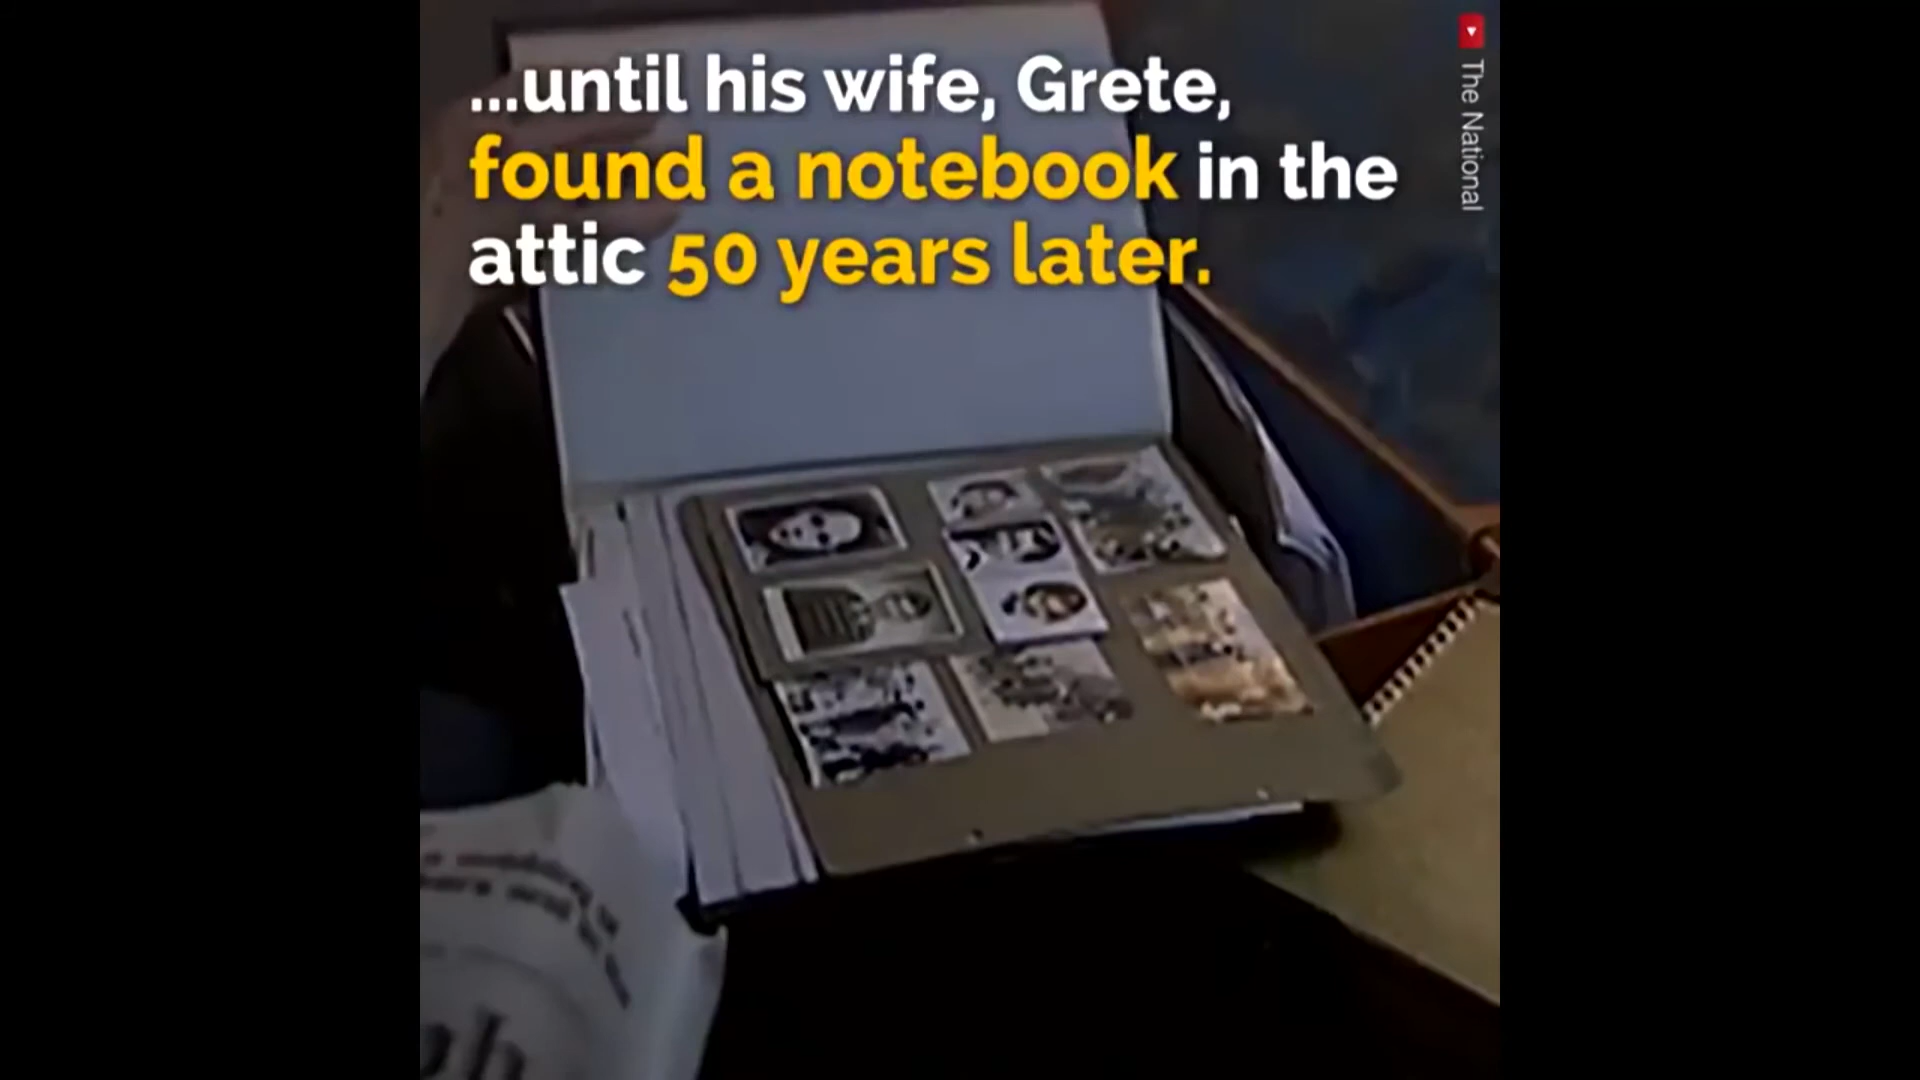 ...until his wife, Grete,
found a notebook in the
attic 50 years later.
The National